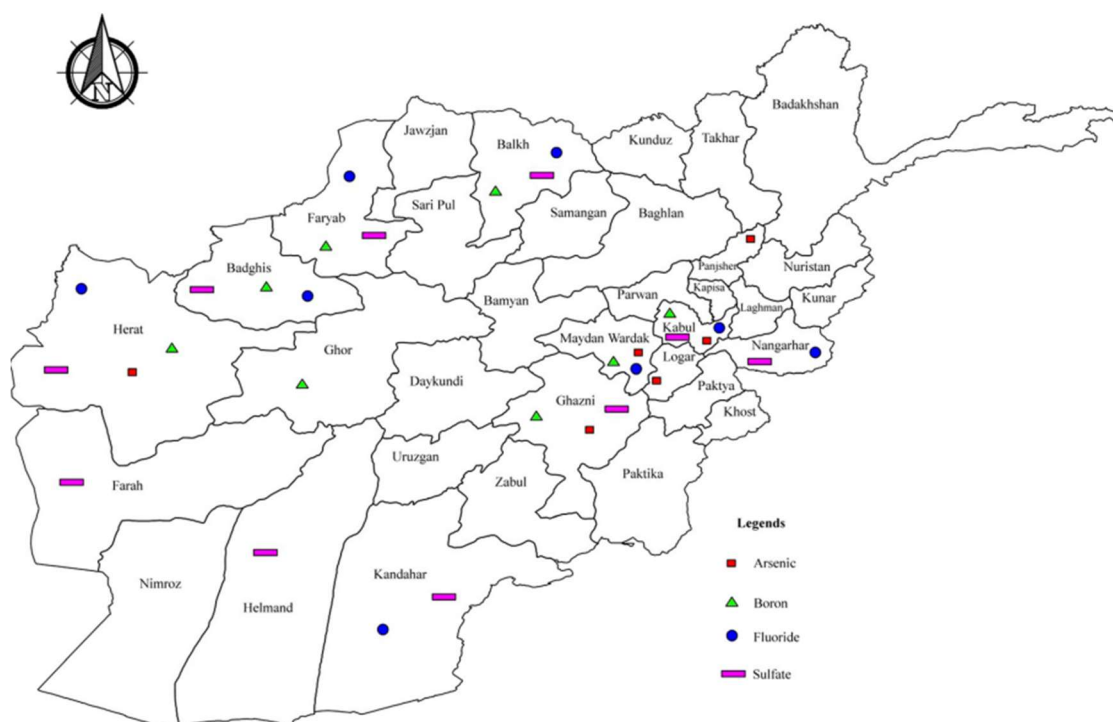 N
Badakhshan
Jawzjan
Balkh
Kunduz
Takhar
Sari Pul
Samangan
Baghlan
Faryab
Panjsher
Nuristan
Badghis
Kapisa
Bamyan
Parwan
Laghman
Kunar
Herat
Kabul
Maydan Wardak
Nangarhar
Ghor
Logar
Daykundi
Paktya
Ghazni
Khost
Uruzgan
Paktika
Zabul
Farah
Kandahar
Nimroz
Helmand
Legends
Arsenic
Boron
Fluoride
Sulfate